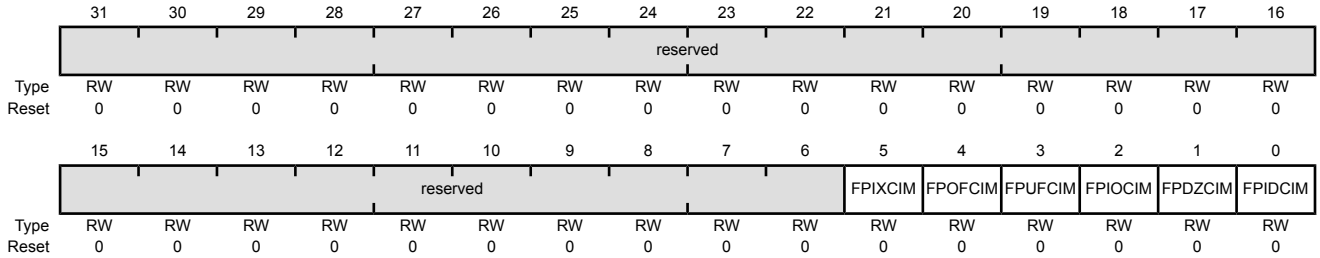 31 30 29 28 27 26 25 24 23 22 21 20 19 18 17 16
reserved
Type RW RW RW RW RW RW RW RW RW RW RW RW RW RW RW RW
Reset 0 0 0 0 0 0 0 0 0 0 0 0 0 0 0 0
15 14 13 12 11 10 9 8 7 6 5 4 3 2 1 0
reserved FPIXCIM FPOFCIM FPUFCIM FPIOCIM FPDZCIM FPIDCIM
Type RW RW RW RW RW RW RW RW RW RW RW RW RW RW RW RW
Reset 0 0 0 0 0 0 0 0 0 0 0 0 0 0 0 0